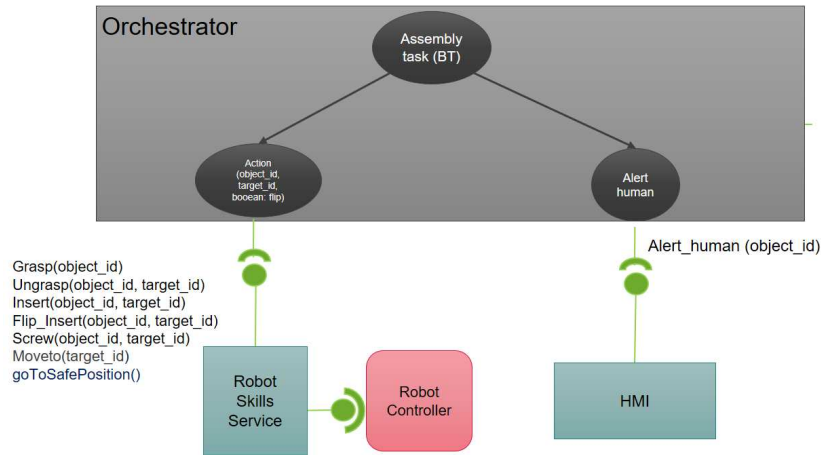 Orchestrator
Assembly
task (BT)
Action
(object_id,
target_id,
booean: flip)
Alert
human
Alert_human (object_id)
Grasp(object_id)
Ungrasp(object_id, target_id)
Insert(object_id, target_id)
Flip_Insert(object_id, target_id)
Screw(object_id, target_id)
Moveto(target_id)
goToSafePosition()
Robot
Skills
Service
Robot
Controller
HMI